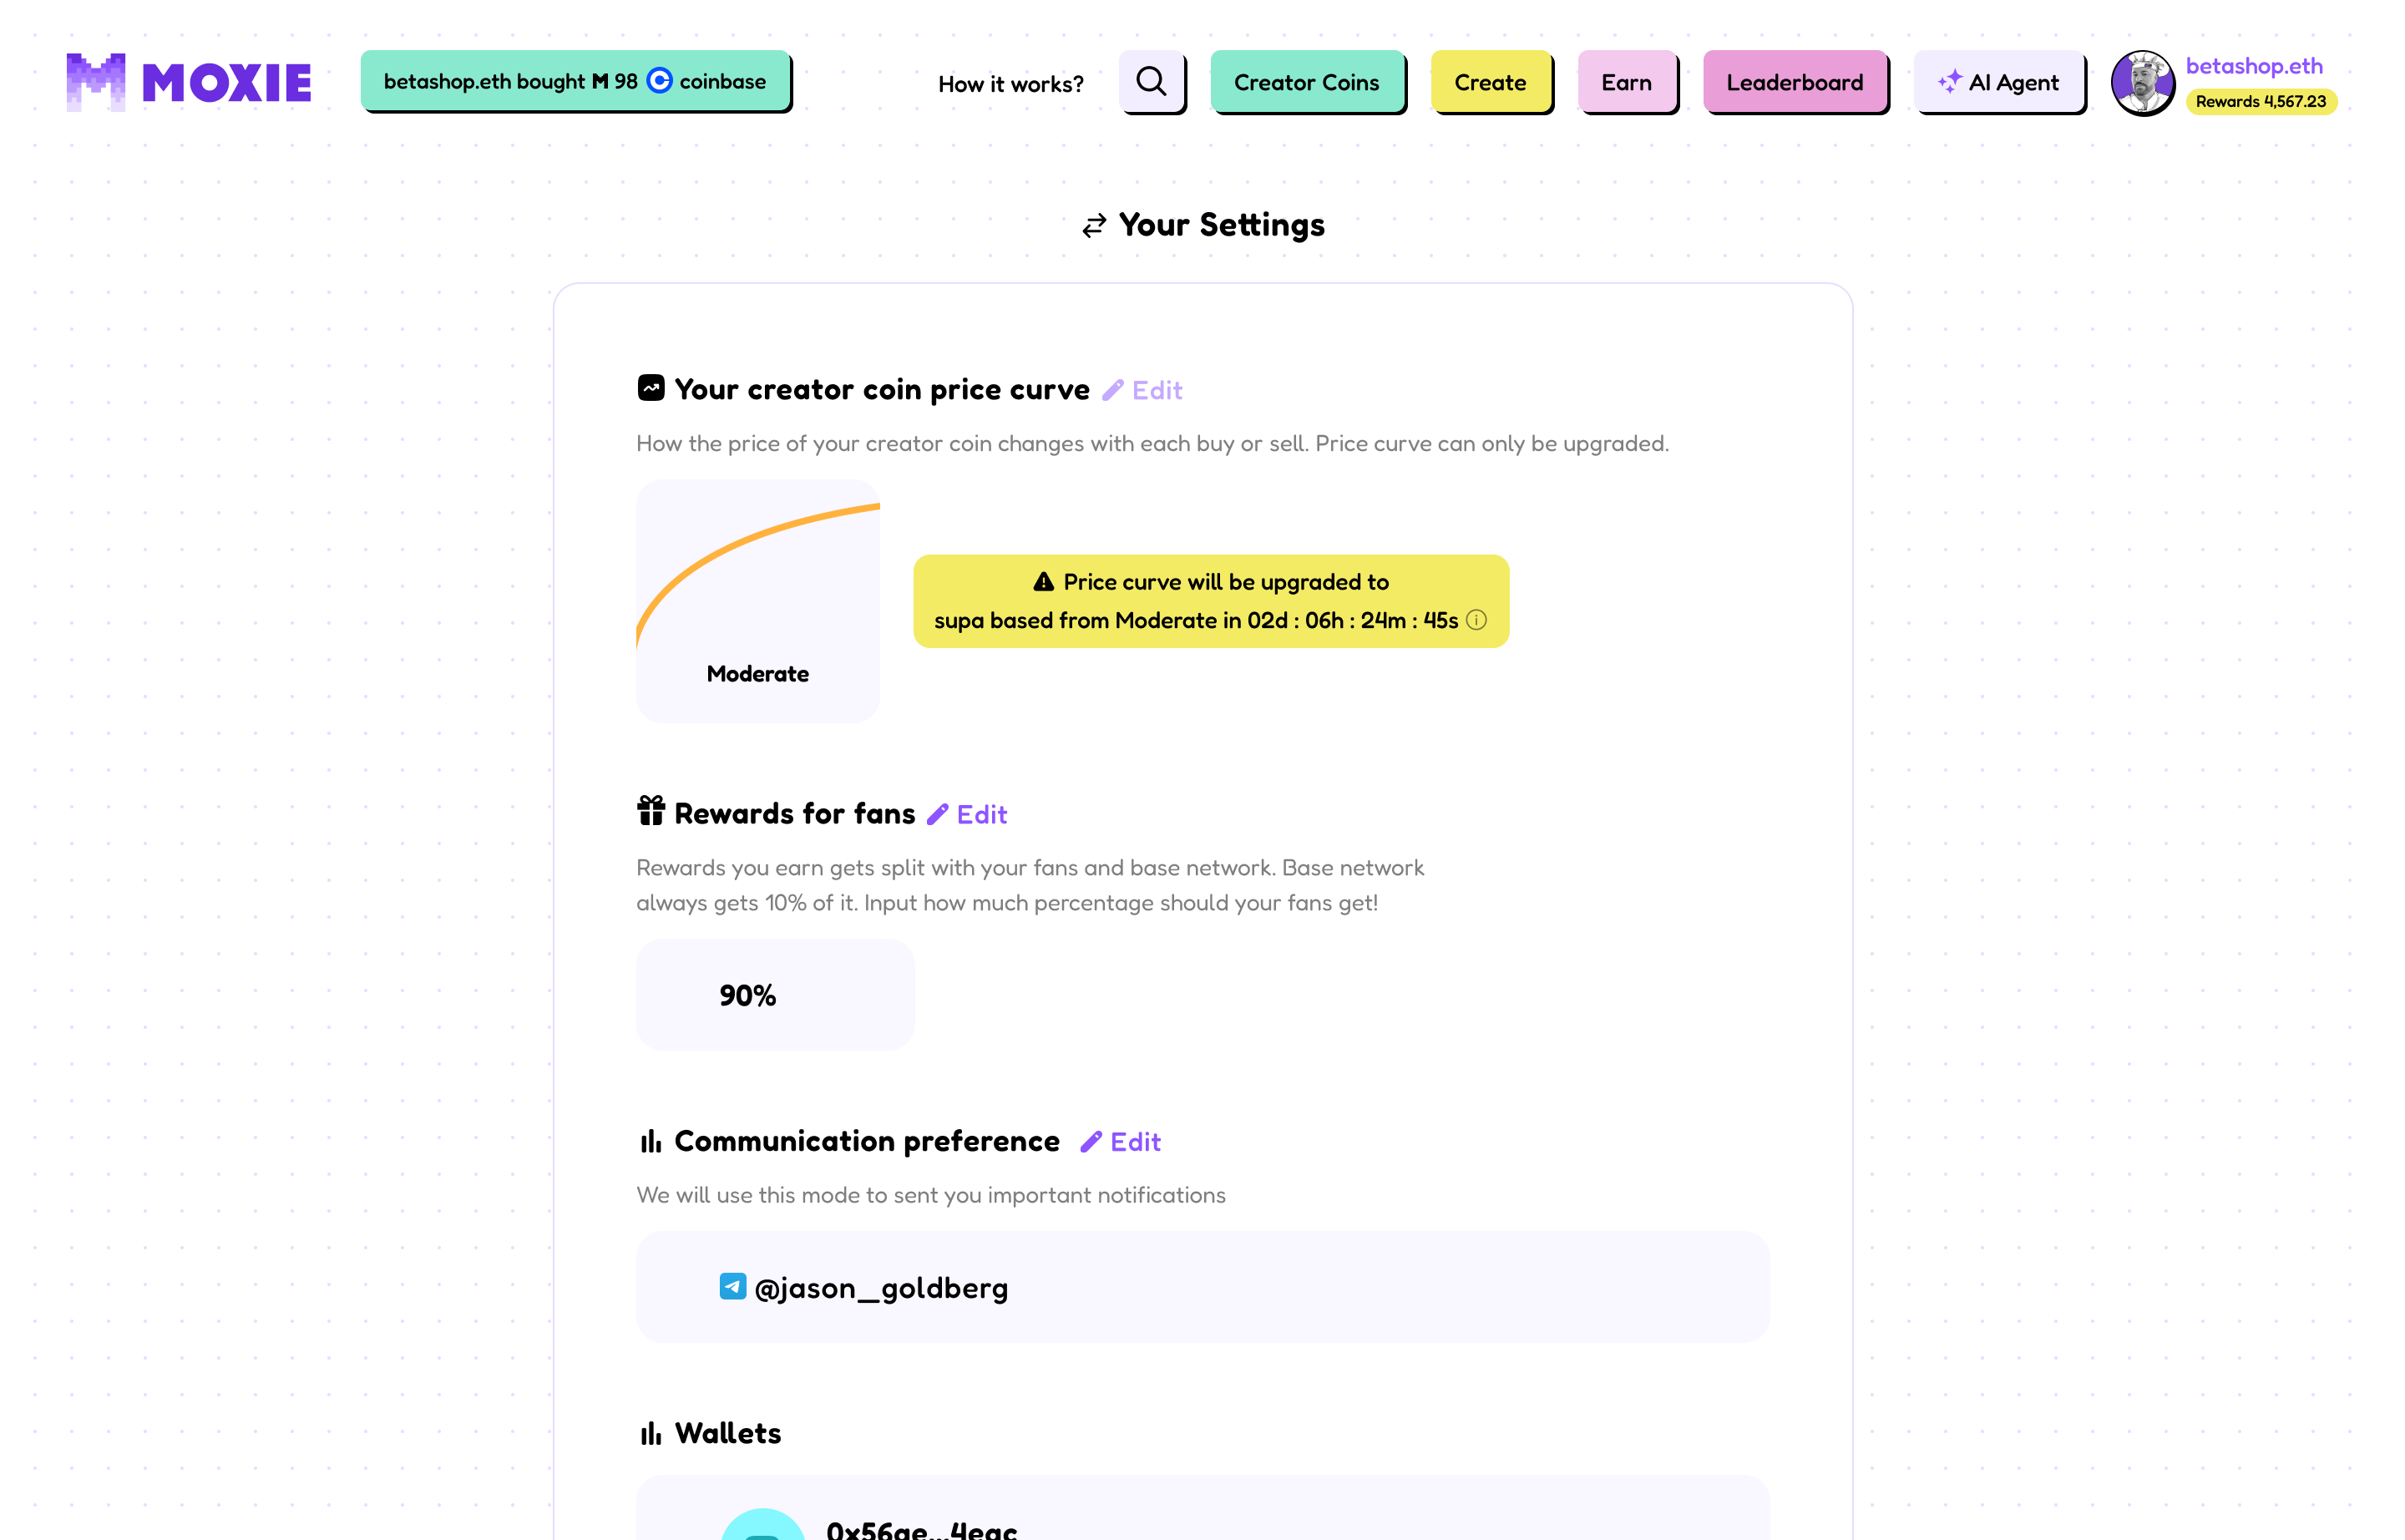 MOXIE
betashop.eth bought M 98 coinbase
How it works?
Creator Coins
Create
Earn
Leaderboard
AI Agent
betashop.eth
Rewards 4,567.23
Your Settings
Your creator coin price curve Edit
How the price of your creator coin changes with each buy or sell. Price curve can only be upgraded.
Price curve will be upgraded to
supa based from Moderate in 02d : 06h : 24m : 45s
Moderate
Rewards for fans Edit
Rewards you earn gets split with your fans and base network. Base network
always gets 10% of it. Input how much percentage should your fans get!
90%
Communication preference Edit
We will use this mode to sent you important notifications
@jason_goldberg
Wallets
0x56ae...4eac